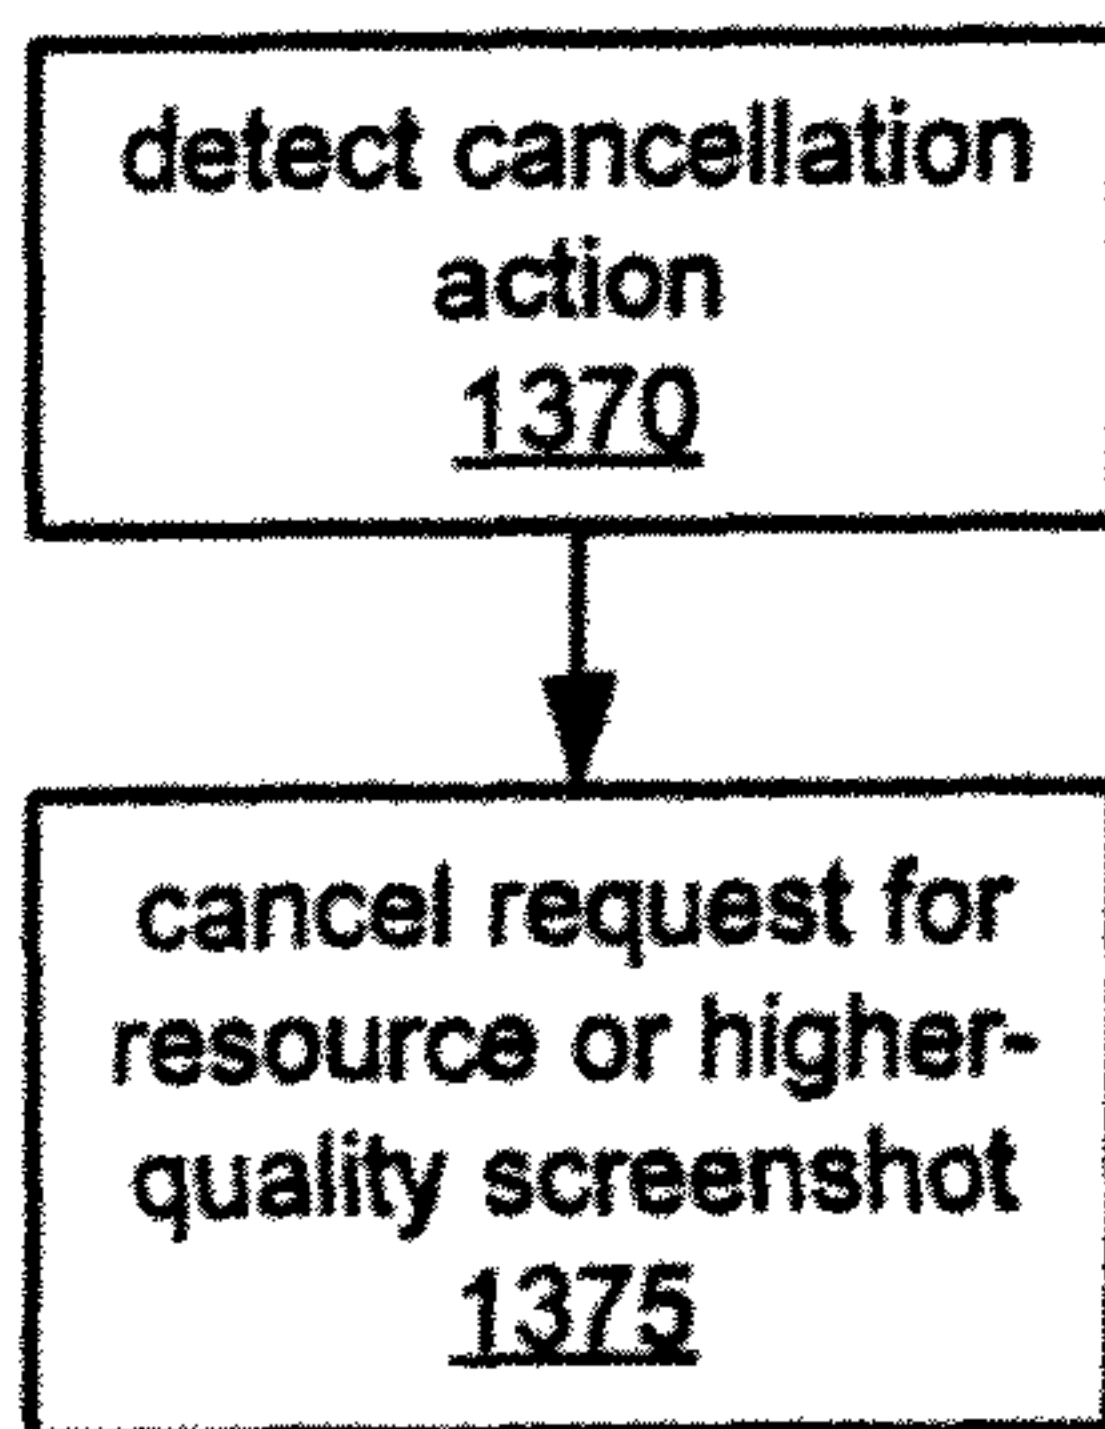 detect cancellation
action
1370
cancel request for
resource or higher-
quality screenshot
1375